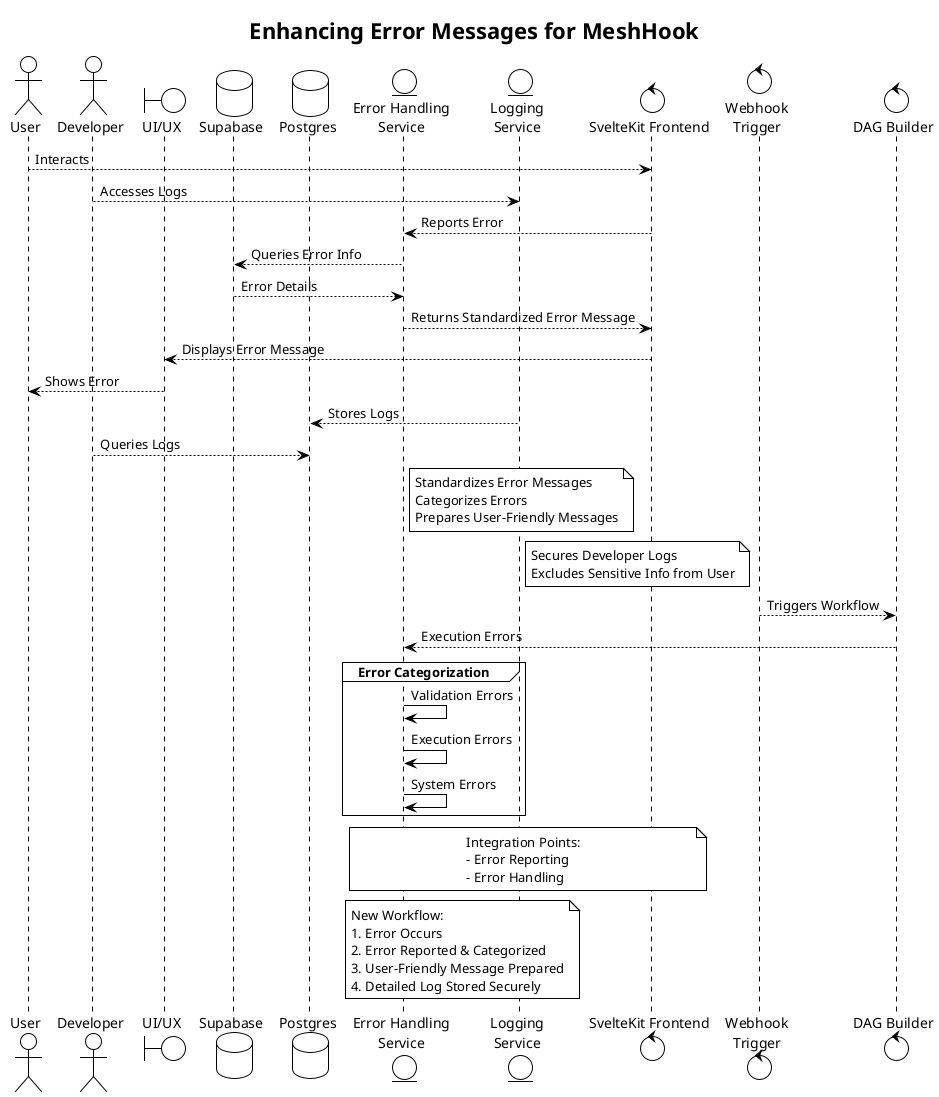 Enhancing Error Messages for MeshHook
User
Developer
UI/UX
Supabase
Postgres
Error Handling
Service
Logging
Service
SvelteKit Frontend
Webhook
Trigger
DAG Builder
Interacts
Accesses Logs
Reports Error
Queries Error Info
Error Details
Returns Standardized Error Message
Displays Error Message
Shows Error
Stores Logs
Queries Logs
Standardizes Error Messages
Categorizes Errors
Prepares User-Friendly Messages
Secures Developer Logs
Excludes Sensitive Info from User
Triggers Workflow
Execution Errors
Error Categorization
Validation Errors
Execution Errors
System Errors
Integration Points:
- Error Reporting
- Error Handling
New Workflow:
1. Error Occurs
2. Error Reported & Categorized
3. User-Friendly Message Prepared
4. Detailed Log Stored Securely
User
Developer
UI/UX
Supabase
Postgres
Error Handling
Service
Logging
Service
SvelteKit Frontend
Webhook
Trigger
DAG Builder